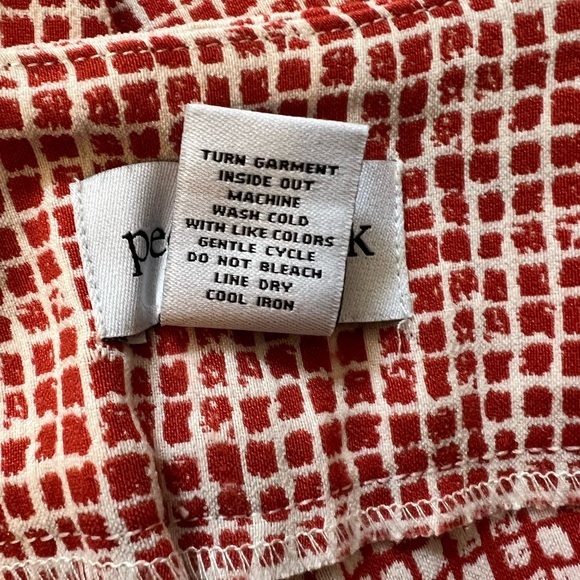 TURN GARMENT
INSIDE OUT
MACHINE
WASH COLD
WITH LIKE COLORS
GENTLE CYCLE
DO NOT BLEACH
LINE DRY
COOL IRON